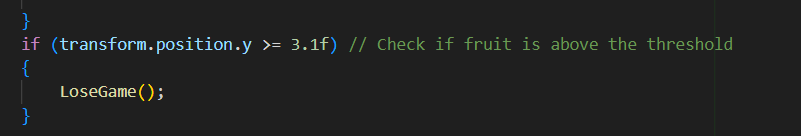 }
if (transform.position.y >= 3.1f) // Check if fruit is above the threshold
{
LoseGame();
}